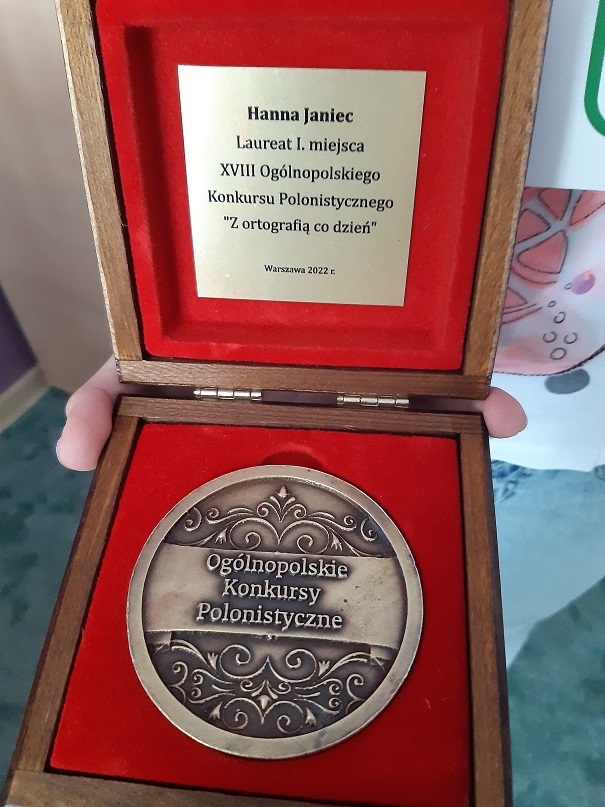 Hanna Janiec
Laureat I. miejsca
XVIII Ogólnopolskiego
Konkursu Polonistycznego
"Z ortografią co dzień"
Warszawa 2022 r.
Ogólnopolskie
Konkursy
Polonistyczne